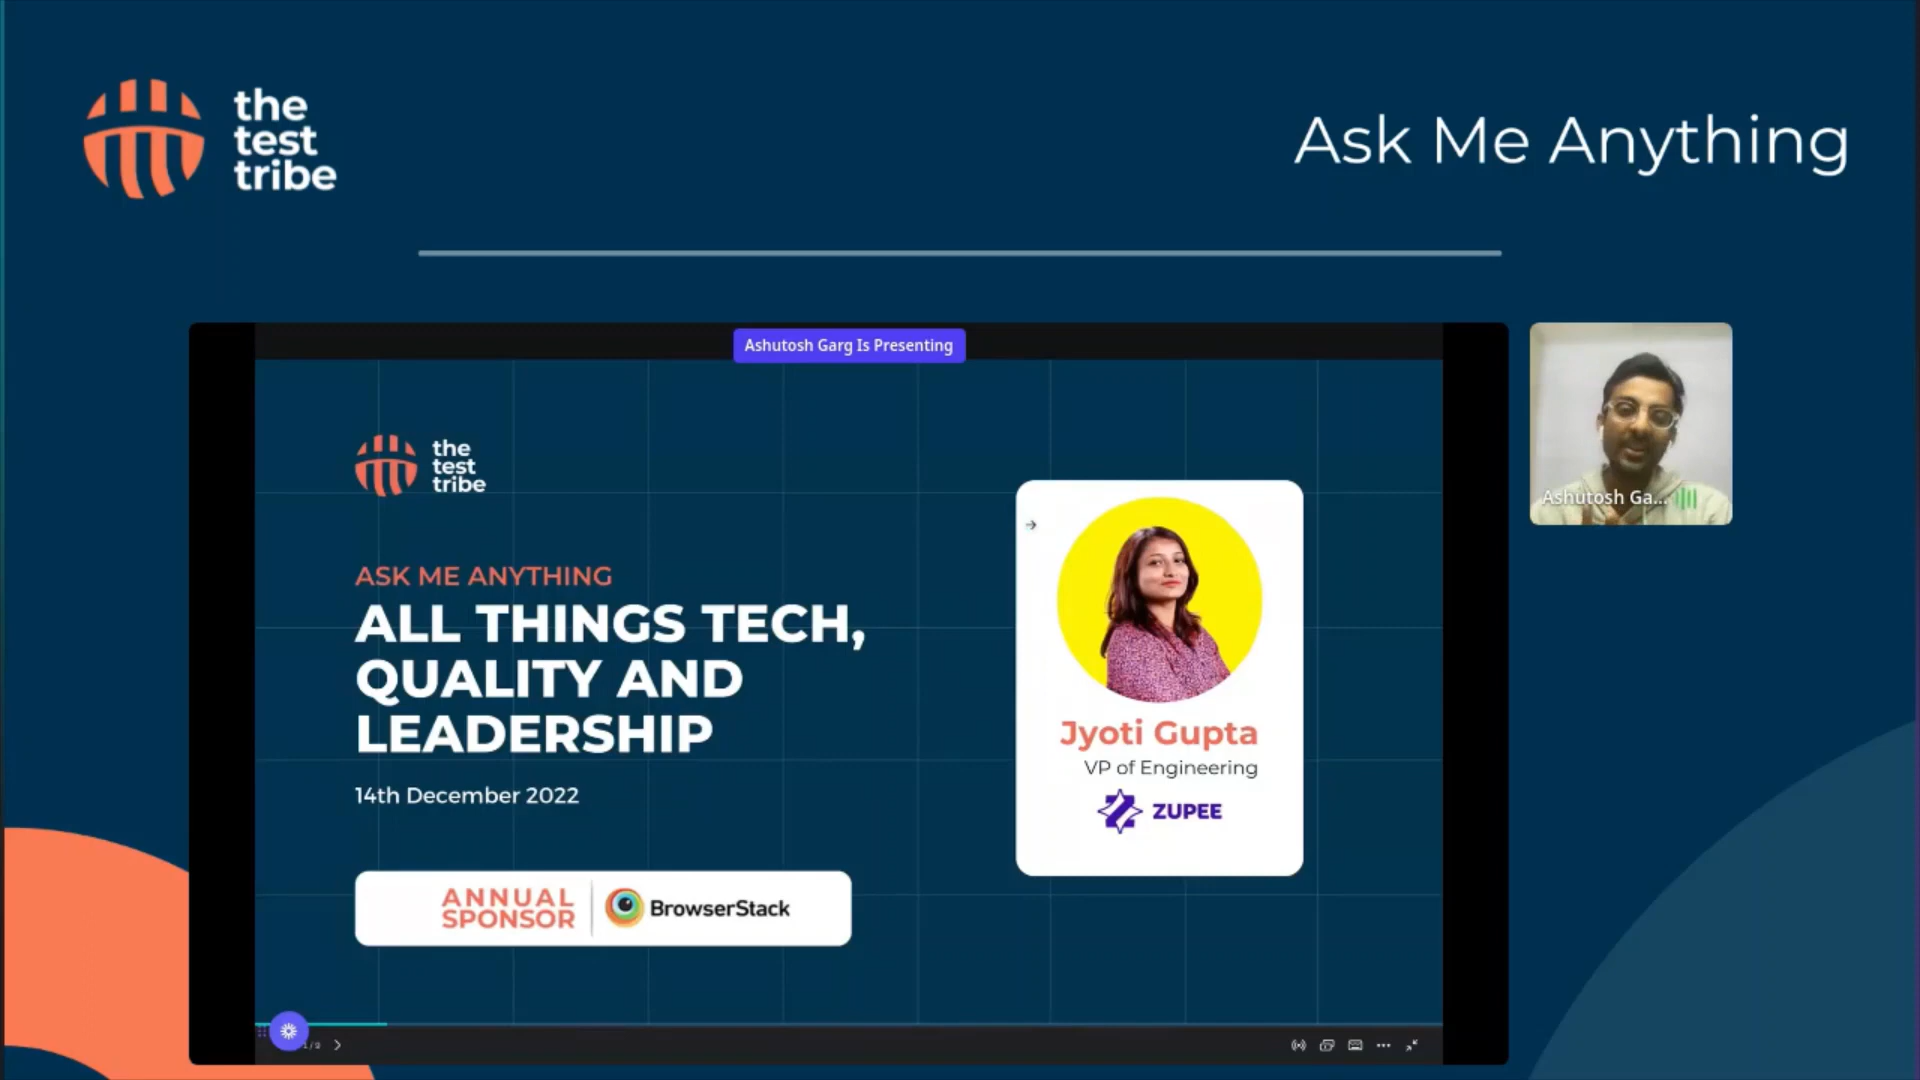 the
test
tribe
Ask Me Anything
Ashutosh Garg Is Presenting
the
test
tribe
ASK ME ANYTHING
ALL THINGS TECH,
QUALITY AND
LEADERSHIP
14th December 2022
ANNUAL
SPONSOR
BrowserStack
Jyoti Gupta
VP of Engineering
ZUPEE
Ashutosh Ga...